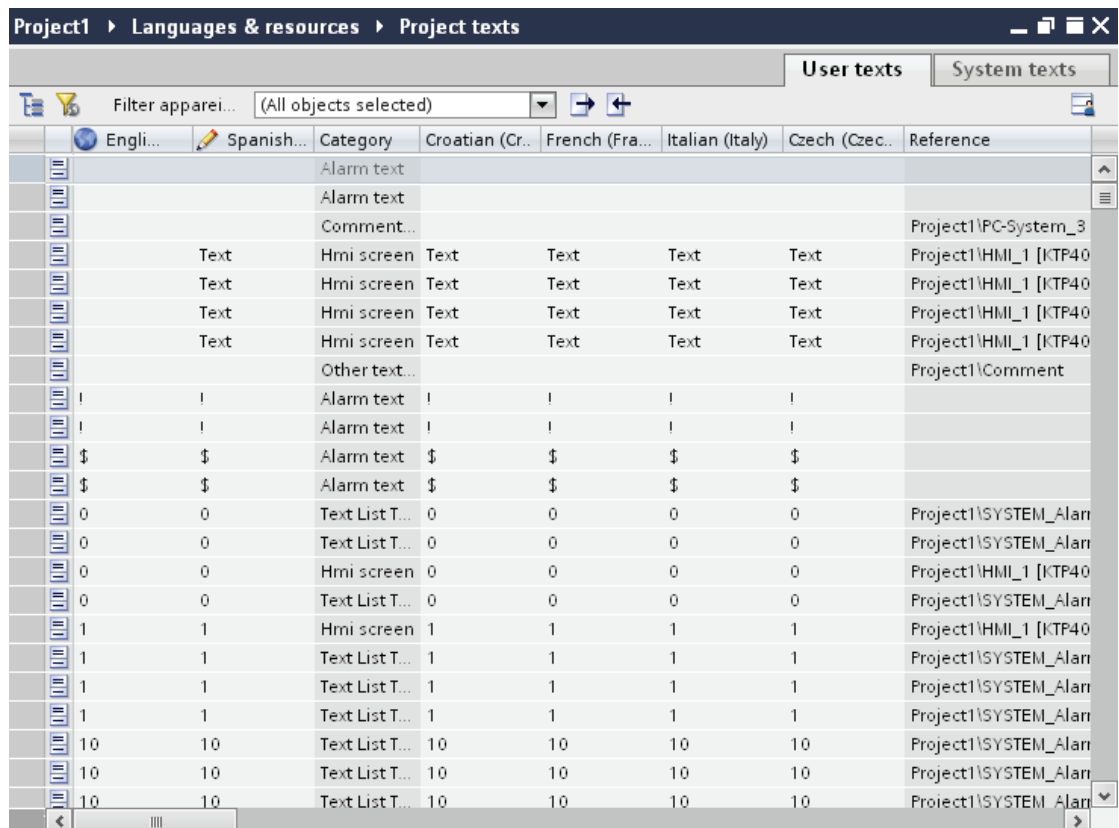 Project1 ▸ Languages & resources ▸ Project texts
User texts System texts
Filter apparei... (All objects selected)
Engli... Spanish... Category Croatian (Cr.. French (Fra... Italian (Italy) Czech (Czec.. Reference
Alarm text
Alarm text
Comment... Project1\PC-System_3
Text Hmi screen Text Text Text Text Project1\HMI_1 [KTP40
Text Hmi screen Text Text Text Text Project1\HMI_1 [KTP40
Text Hmi screen Text Text Text Text Project1\HMI_1 [KTP40
Text Hmi screen Text Text Text Text Project1\HMI_1 [KTP40
Other text... Project1\Comment
! ! Alarm text ! ! ! !
! ! Alarm text ! ! ! !
$ $ Alarm text $ $ $ $
$ $ Alarm text $ $ $ $
0 0 Text List T... 0 0 0 0 Project1\SYSTEM_Alarr
0 0 Text List T... 0 0 0 0 Project1\SYSTEM_Alarr
0 0 Hmi screen 0 0 0 0 Project1\HMI_1 [KTP40
0 0 Text List T... 0 0 0 0 Project1\SYSTEM_Alarr
1 1 Hmi screen 1 1 1 1 Project1\HMI_1 [KTP40
1 1 Text List T... 1 1 1 1 Project1\SYSTEM_Alarr
1 1 Text List T... 1 1 1 1 Project1\SYSTEM_Alarr
1 1 Text List T... 1 1 1 1 Project1\SYSTEM_Alarr
10 10 Text List T... 10 10 10 10 Project1\SYSTEM_Alarr
10 10 Text List T... 10 10 10 10 Project1\SYSTEM_Alarr
10 10 Text List T... 10 10 10 10 Project1\SYSTEM_Alarr